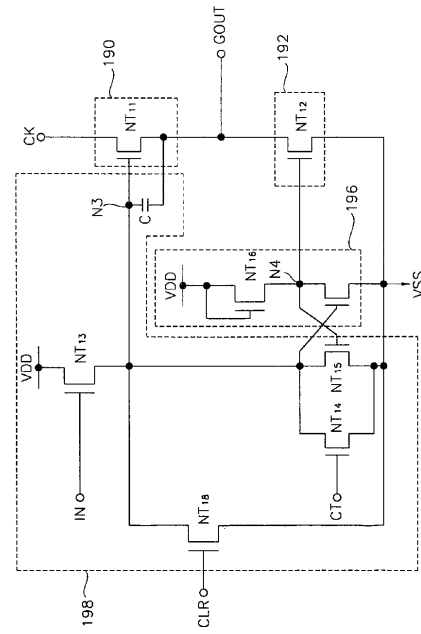 CK
190
NT11
GOUT
NT12
192
N3
C
VDD
NT16
N4
196
VSS
VDD
NT13
IN
NT15
NT14
CT
NT18
CLR
198